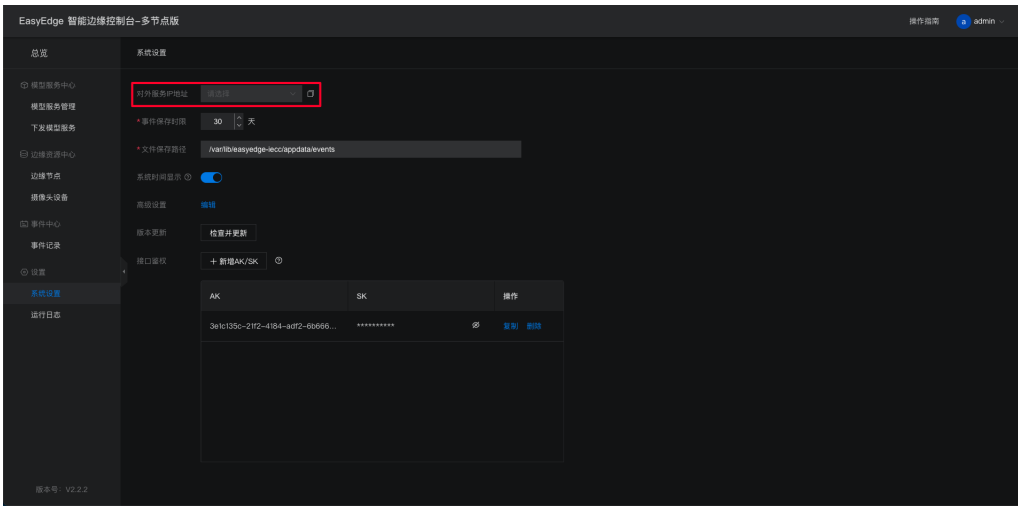 EasyEdge 智能边缘控制台-多节点版
操作指南
a admin
总览
模型服务中心
模型服务管理
下发模型服务
边缘资源中心
边缘节点
摄像头设备
事件中心
事件记录
设置
系统设置
运行日志
版本号: V2.2.2
系统设置
对外服务IP地址 请选择
*事件保存时限 30 天
*文件保存路径 /var/lib/easyedge-iecc/appdata/events
系统时间显示
高级设置 编辑
版本更新 检查并更新
接口鉴权 + 新增AK/SK
AK SK 操作
3e1c135c-21f2-4184-adf2-6b666... ********** 复制 删除